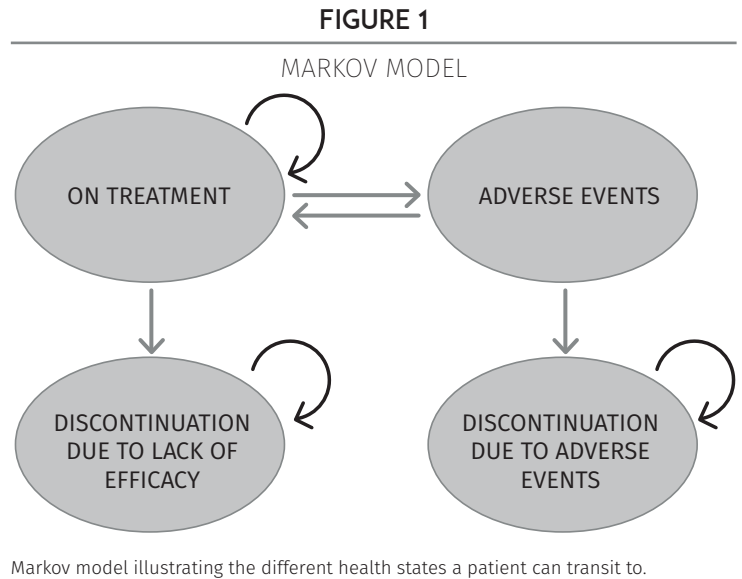 FIGURE 1
MARKOV MODEL
ON TREATMENT
ADVERSE EVENTS
DISCONTINUATION
DUE TO LACK OF
EFFICACY
DISCONTINUATION
DUE TO ADVERSE
EVENTS
Markov model illustrating the different health states a patient can transit to.